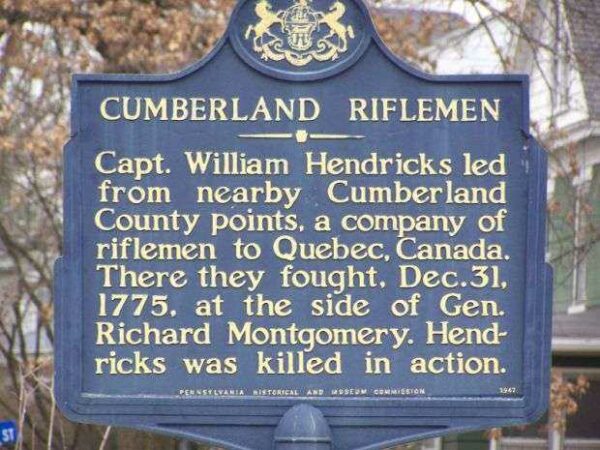 CUMBERLAND RIFLEMEN
Capt. William Hendricks led
from nearby Cumberland
County points, a company of
riflemen to Quebec, Canada.
There they fought, Dec.31,
1775, at the side of Gen.
Richard Montgomery. Hend-
ricks was killed in action.
PENNSYLVANIA HISTORICAL AND MUSEUM COMMISSION 1947
ST